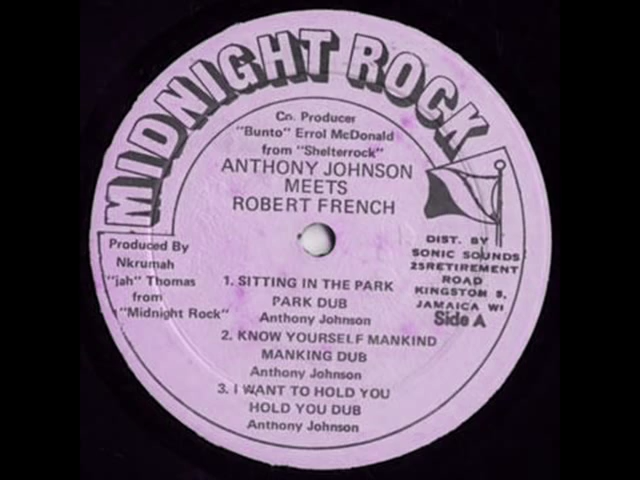 MIDNIGHT ROCK
Co. Producer
"Bunto" Errol McDonald
from "Shelterrock"
ANTHONY JOHNSON
MEETS
ROBERT FRENCH
Produced By
Nkrumah
"jah" Thomas
from
"Midnight Rock"
DIST. BY
SONIC SOUNDS
25RETIREMENT
ROAD
KINGSTON 5,
JAMAICA WI
Side A
1. SITTING IN THE PARK
PARK DUB
Anthony Johnson
2. KNOW YOURSELF MANKIND
MANKING DUB
Anthony Johnson
3. I WANT TO HOLD YOU
HOLD YOU DUB
Anthony Johnson